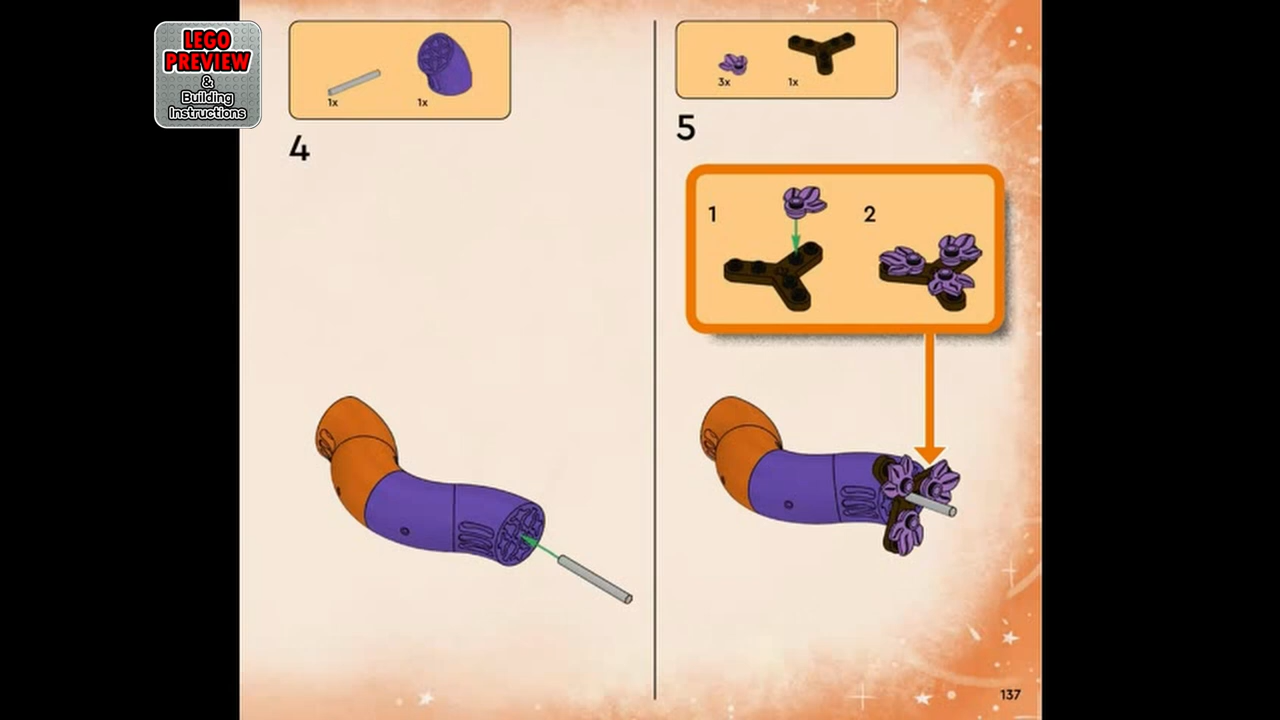 LEGO
PREVIEW
&
Building
Instructions
1x
1x
4
3x
1x
5
1
2
137